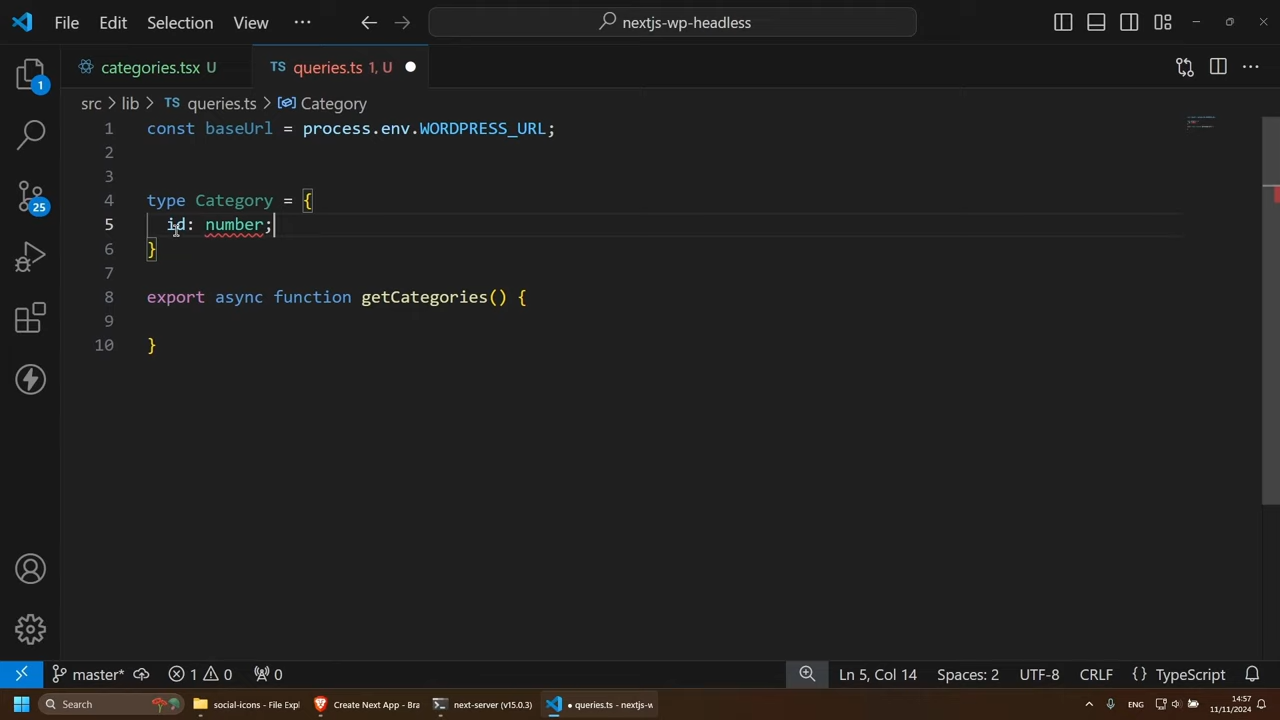 File Edit Selection View ··· nextjs-wp-headless
categories.tsx U
TS queries.ts 1, U
src > lib > TS queries.ts > Category
1 const baseUrl = process.env.WORDPRESS_URL;
2
3
4 type Category = {
5 id: number;
6 }
7
8 export async function getCategories() {
9
10 }
1
25
master* 1 0 0 Ln 5, Col 14 Spaces: 2 UTF-8 CRLF {} TypeScript
Search social-icons - File Expl Create Next App - Bra next-server (v15.0.3) • queries.ts - nextjs-w ENG 14:57
11/11/2024